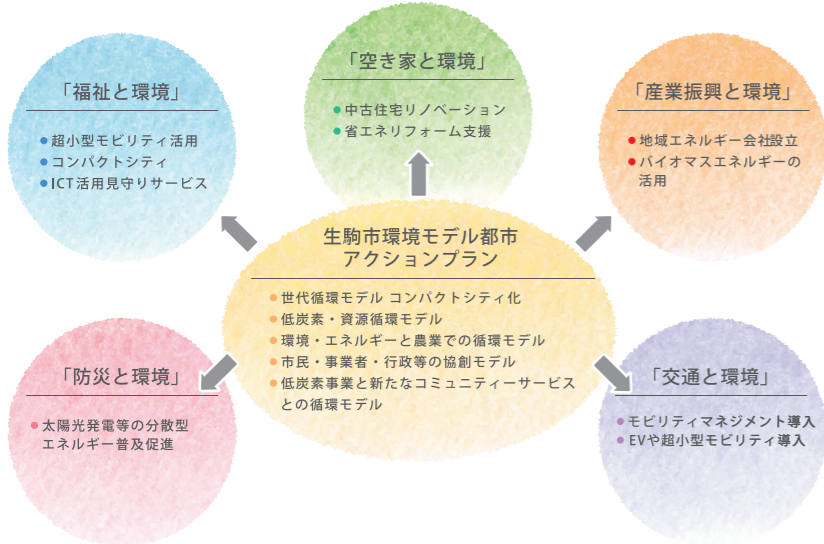 「福祉と環境」
●超小型モビリティ活用
●コンパクトシティ
●ICT活用見守りサービス
「空き家と環境」
●中古住宅リノベーション
●省エネリフォーム支援
「産業振興と環境」
●地域エネルギー会社設立
●バイオマスエネルギーの
活用
生駒市環境モデル都市
アクションプラン
●世代循環モデル コンパクトシティ化
●低炭素・資源循環モデル
●環境・エネルギーと農業での循環モデル
●市民・事業者・行政等の協創モデル
●低炭素事業と新たなコミュニティーサービス
との循環モデル
「防災と環境」
●太陽光発電等の分散型
エネルギー普及促進
「交通と環境」
●モビリティマネジメント導入
●EVや超小型モビリティ導入